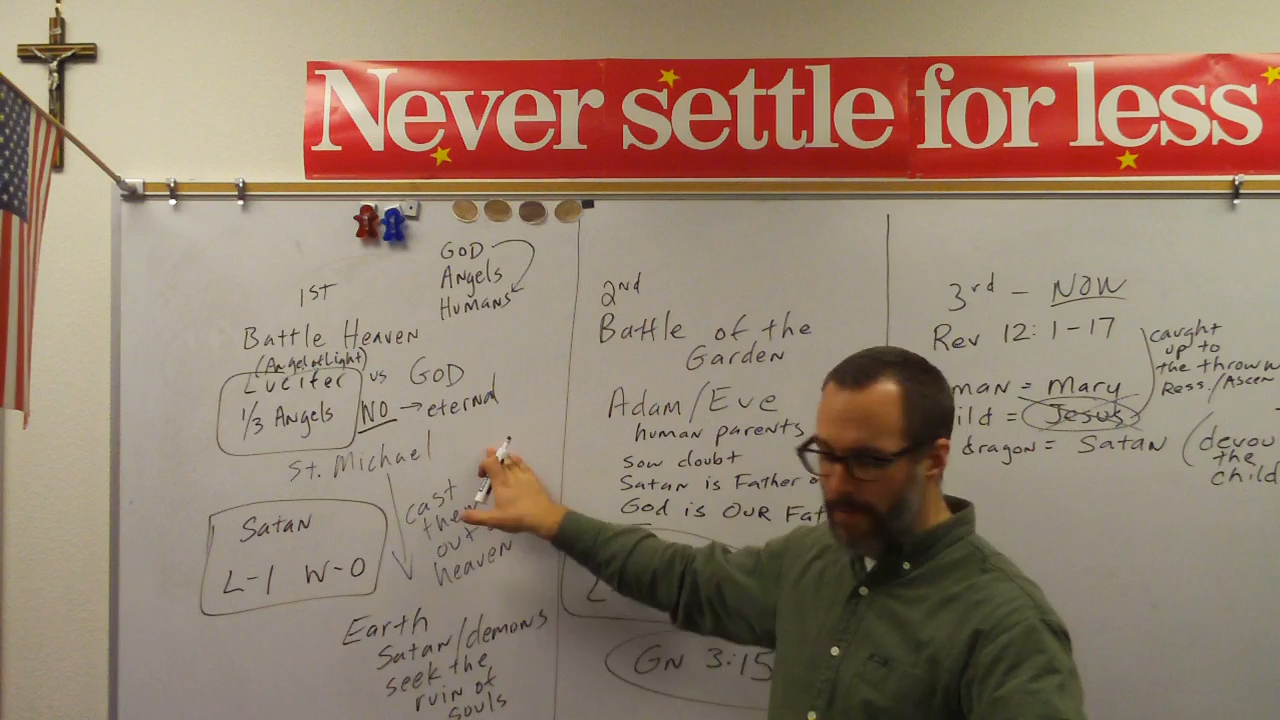 Never settle for less
GOD
Angels
Humans
1ST
Battle Heaven
(Angel of Light)
Lucifer vs GOD
1/3 Angels NO → eternal
St. Michael
cast
them
out
heaven
Satan
L-1 W-0
Earth
Satan/demons
seek the
ruin of
souls
2nd
Battle of the
Garden
Adam/Eve
human parents
sow doubt
Satan is Father
God is OUR Fat
L
GN 3:15
3rd - NOW
Rev 12:1-17
man = Mary
ild = Jesus
dragon = Satan (devou
the
child
caught
up to
the thrown
Ress./Ascen